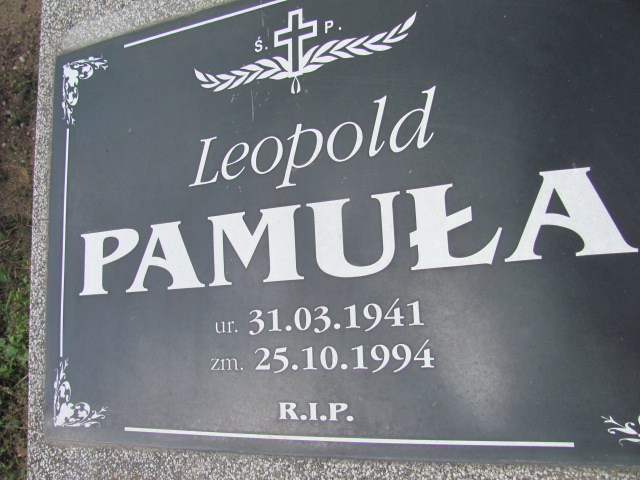 Ś. P.
Leopold
PAMUŁA
ur. 31.03.1941
zm. 25.10.1994
R.I.P.